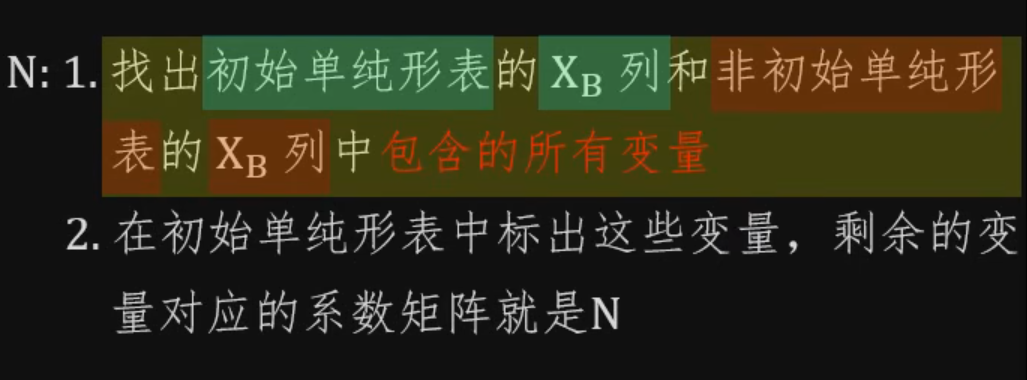 N: 1. 找出初始单纯形表的 X_B 列和非初始单纯形
表的 X_B 列中包含的所有变量
2. 在初始单纯形表中标出这些变量，剩余的变
量对应的系数矩阵就是N